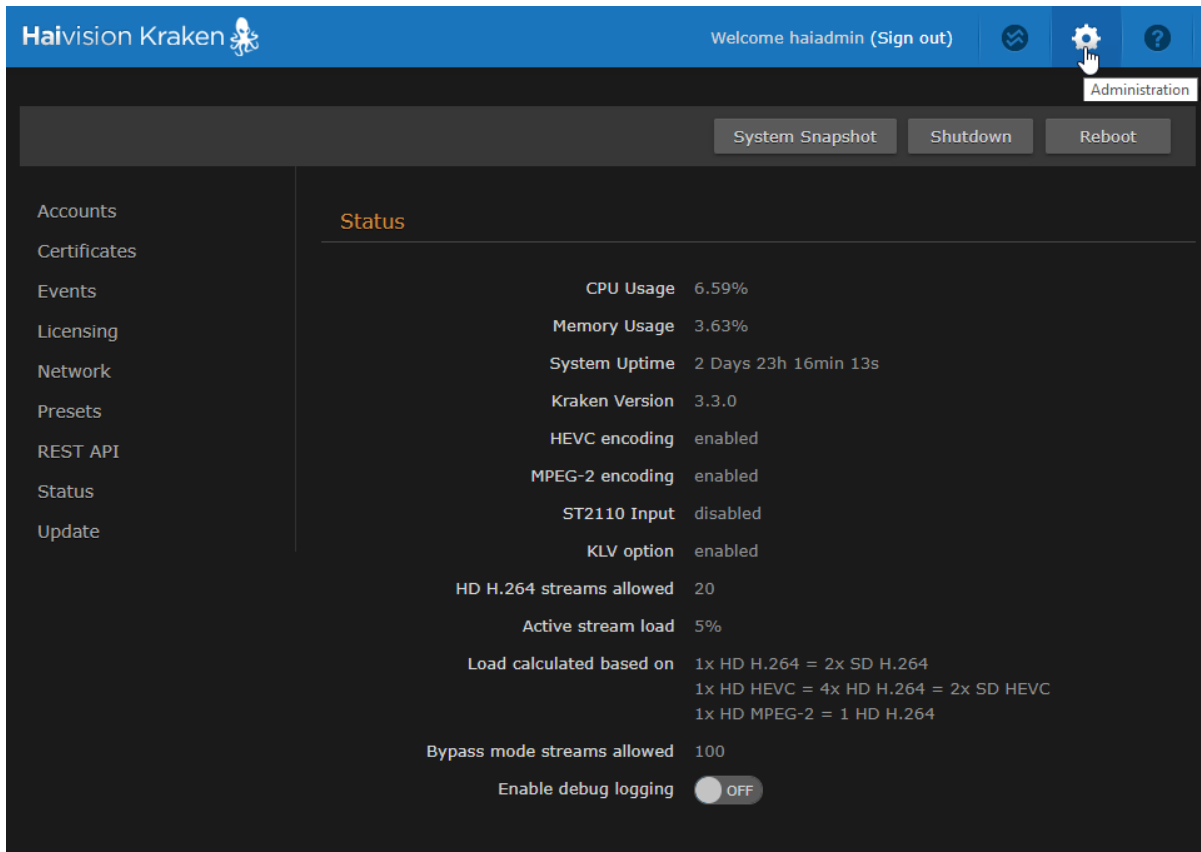 Haivision Kraken
Welcome haiadmin (Sign out)
?
Administration
System Snapshot Shutdown Reboot
Accounts
Certificates
Events
Licensing
Network
Presets
REST API
Status
Update
Status
CPU Usage 6.59%
Memory Usage 3.63%
System Uptime 2 Days 23h 16min 13s
Kraken Version 3.3.0
HEVC encoding enabled
MPEG-2 encoding enabled
ST2110 Input disabled
KLV option enabled
HD H.264 streams allowed 20
Active stream load 5%
Load calculated based on 1x HD H.264 = 2x SD H.264
1x HD HEVC = 4x HD H.264 = 2x SD HEVC
1x HD MPEG-2 = 1 HD H.264
Bypass mode streams allowed 100
Enable debug logging OFF